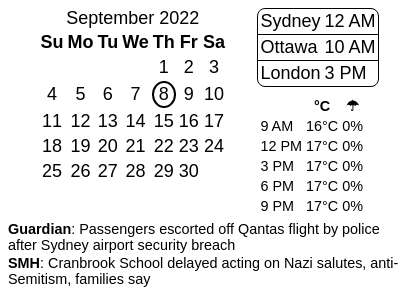 September 2022
Su Mo Tu We Th Fr Sa
1 2 3
4 5 6 7 8 9 10
11 12 13 14 15 16 17
18 19 20 21 22 23 24
25 26 27 28 29 30
Sydney 12 AM
Ottawa 10 AM
London 3 PM
°C ☂
9 AM 16°C 0%
12 PM 17°C 0%
3 PM 17°C 0%
6 PM 17°C 0%
9 PM 17°C 0%
Guardian: Passengers escorted off Qantas flight by police
after Sydney airport security breach
SMH: Cranbrook School delayed acting on Nazi salutes, anti-
Semitism, families say